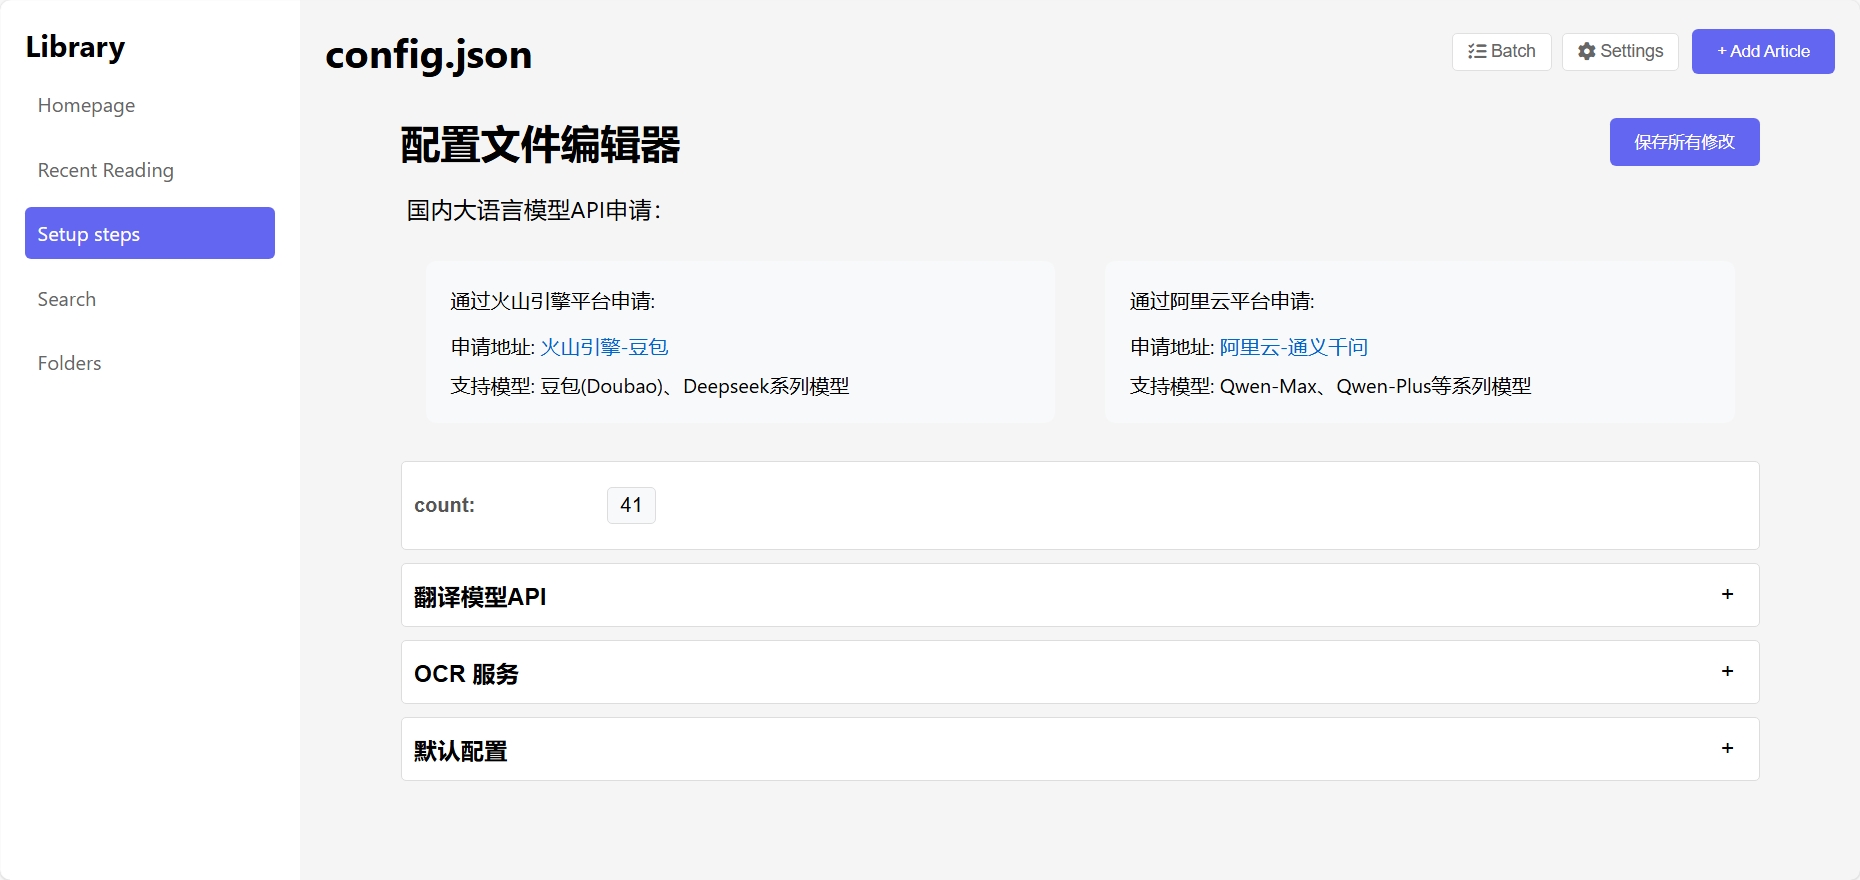 Library
Homepage
Recent Reading
Setup steps
Search
Folders
config.json
Batch
Settings
+ Add Article
配置文件编辑器
保存所有修改
国内大语言模型API申请：
通过火山引擎平台申请:
申请地址: 火山引擎-豆包
支持模型: 豆包(Doubao)、Deepseek系列模型
通过阿里云平台申请:
申请地址: 阿里云-通义千问
支持模型: Qwen-Max、Qwen-Plus等系列模型
count: 41
翻译模型API +
OCR 服务 +
默认配置 +